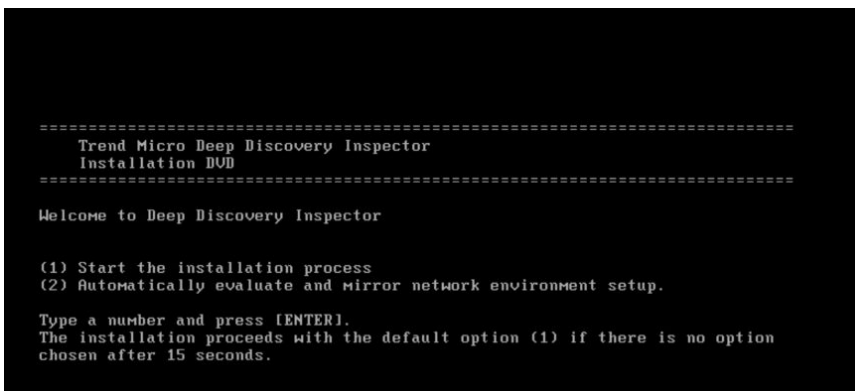 ==============================================================================
Trend Micro Deep Discovery Inspector
Installation DVD
==============================================================================
Welcome to Deep Discovery Inspector
(1) Start the installation process
(2) Automatically evaluate and mirror network environment setup.
Type a number and press [ENTER].
The installation proceeds with the default option (1) if there is no option
chosen after 15 seconds.